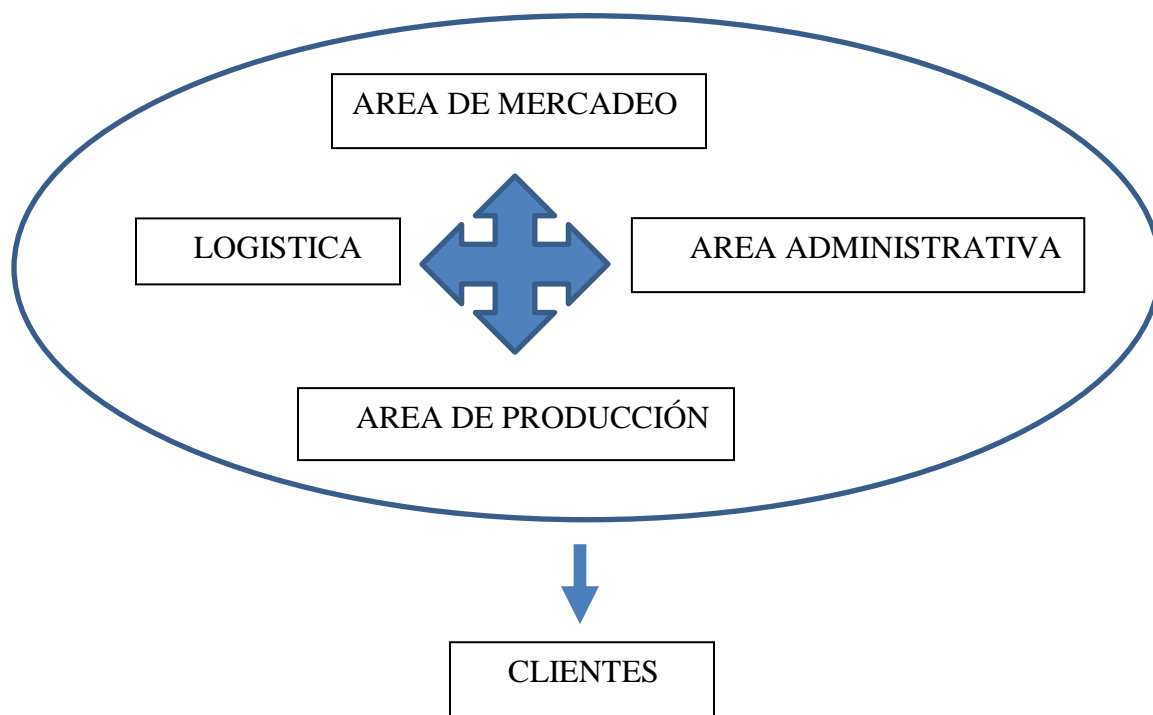 AREA DE MERCADEO
LOGISTICA
AREA ADMINISTRATIVA
AREA DE PRODUCCIÓN
CLIENTES